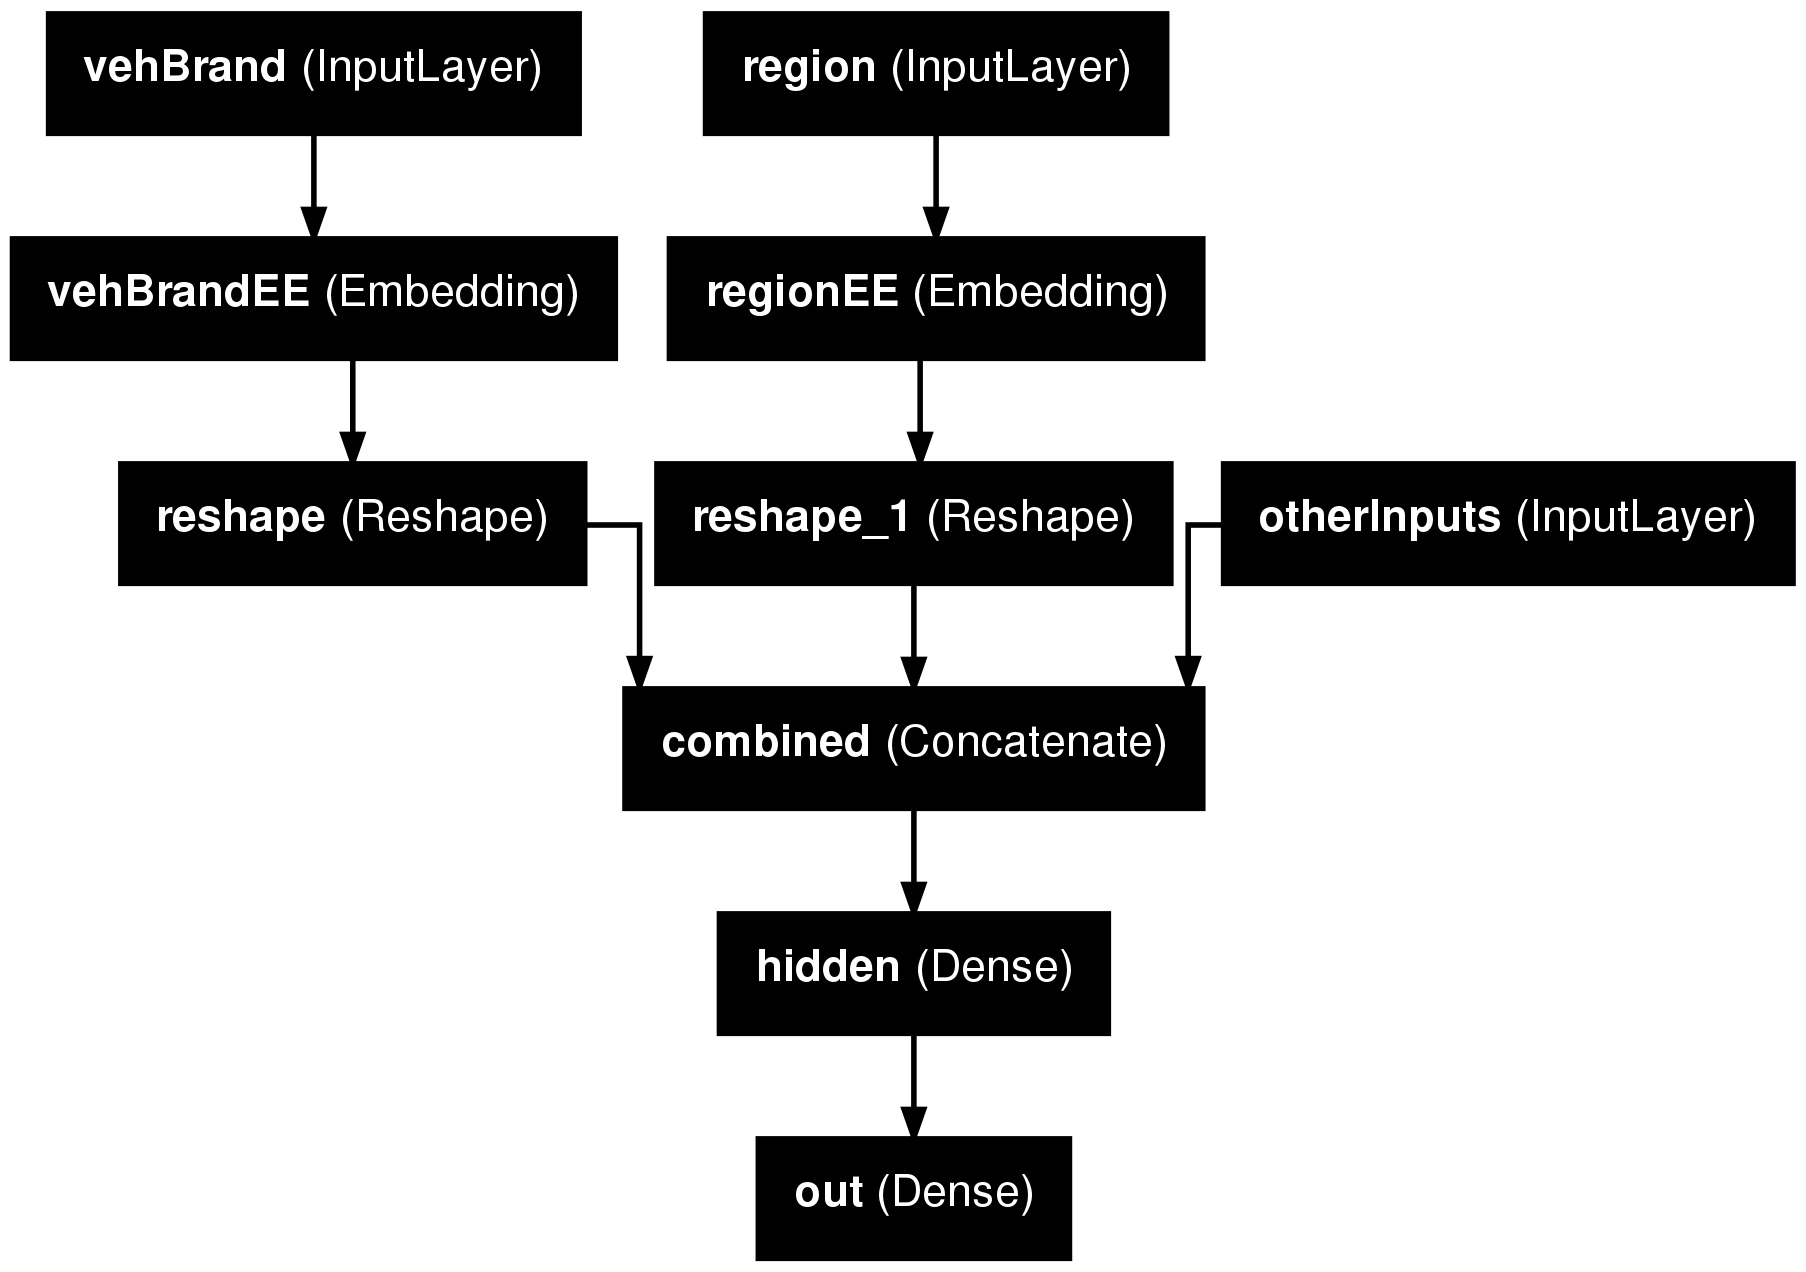 vehBrand (InputLayer)
region (InputLayer)
vehBrandEE (Embedding)
regionEE (Embedding)
reshape (Reshape)
reshape_1 (Reshape)
otherInputs (InputLayer)
combined (Concatenate)
hidden (Dense)
out (Dense)